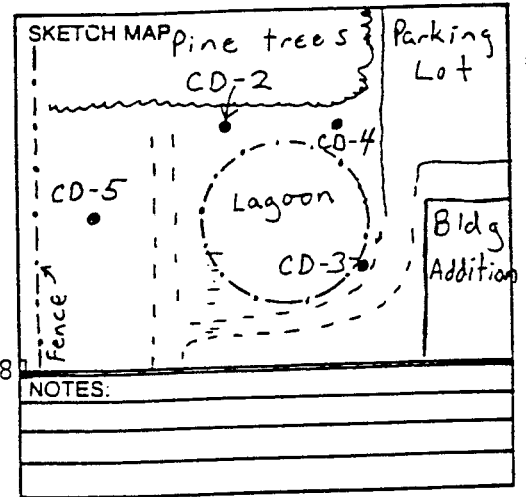 SKETCH MAP
Pine trees
Parking
Lot
CD-2
CD-4
CD-5
Lagoon
CD-3
Bldg
Addition
Fence
8
NOTES: